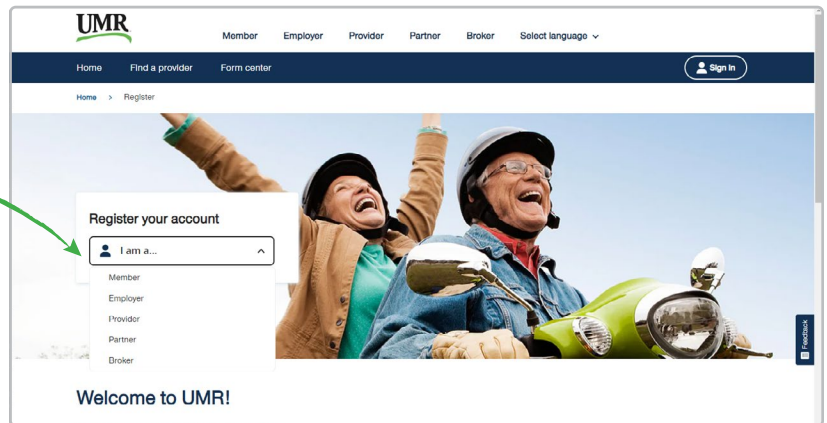 UMR
Member Employer Provider Partner Broker Select language
Home Find a provider Form center Sign in
Home > Register
Register your account
I am a...
Member
Employer
Provider
Partner
Broker
Feedback
Welcome to UMR!